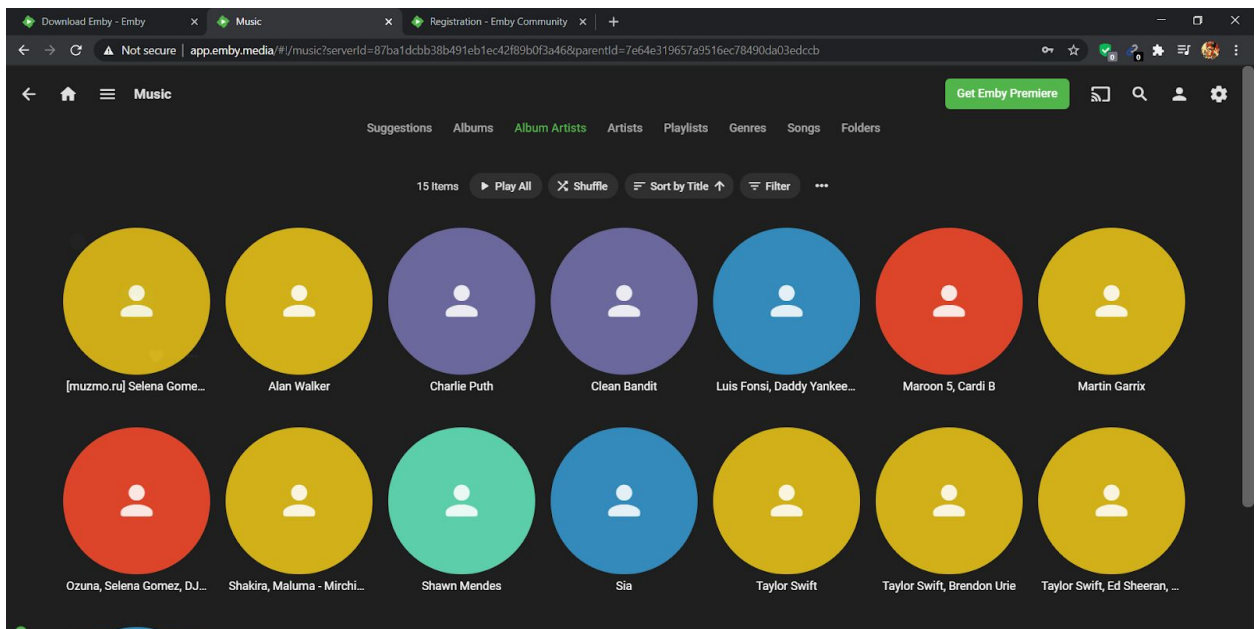 Download Emby - Emby
Music
Registration - Emby Community
Not secure | app.emby.media/#!/music?serverId=87ba1dcbb38b491eb1ec42f89b0f3a46&parentId=7e64e319657a9516ec78490da03edccb
0
0
Music
Get Emby Premiere
Suggestions Albums Album Artists Artists Playlists Genres Songs Folders
15 Items Play All Shuffle Sort by Title Filter
[muzmo.ru] Selena Gome... Alan Walker Charlie Puth Clean Bandit Luis Fonsi, Daddy Yankee... Maroon 5, Cardi B Martin Garrix
Ozuna, Selena Gomez, DJ... Shakira, Maluma - Mirchi... Shawn Mendes Sia Taylor Swift Taylor Swift, Brendon Urie Taylor Swift, Ed Sheeran, ...